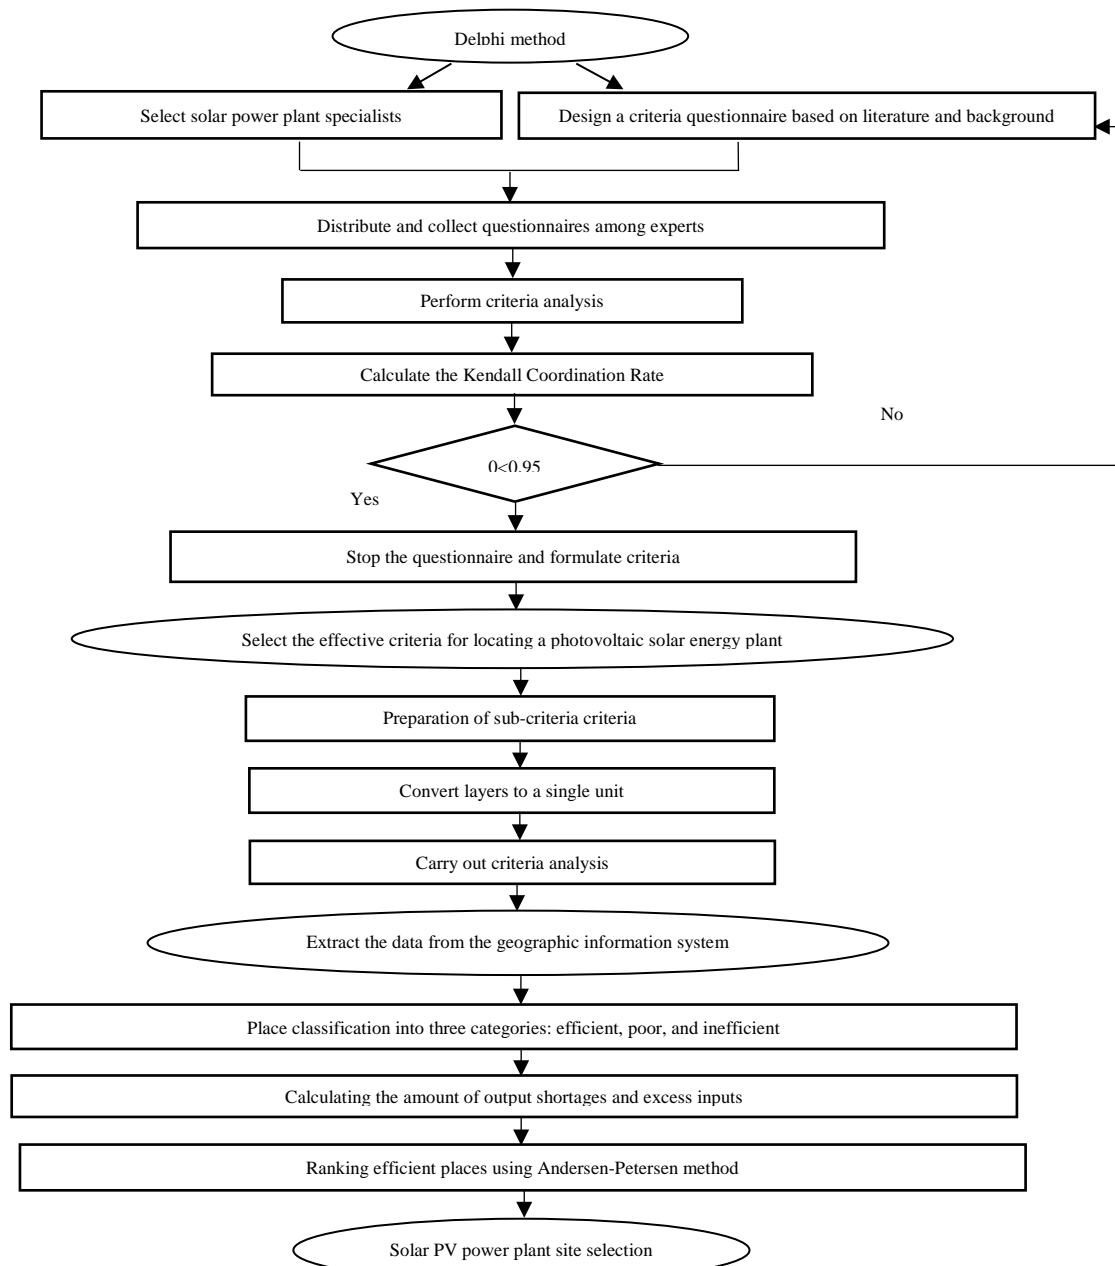 Delphi method
Select solar power plant specialists
Design a criteria questionnaire based on literature and background
Distribute and collect questionnaires among experts
Perform criteria analysis
Calculate the Kendall Coordination Rate
No
0<0.95
Yes
Stop the questionnaire and formulate criteria
Select the effective criteria for locating a photovoltaic solar energy plant
Preparation of sub-criteria criteria
Convert layers to a single unit
Carry out criteria analysis
Extract the data from the geographic information system
Place classification into three categories: efficient, poor, and inefficient
Calculating the amount of output shortages and excess inputs
Ranking efficient places using Andersen-Petersen method
Solar PV power plant site selection